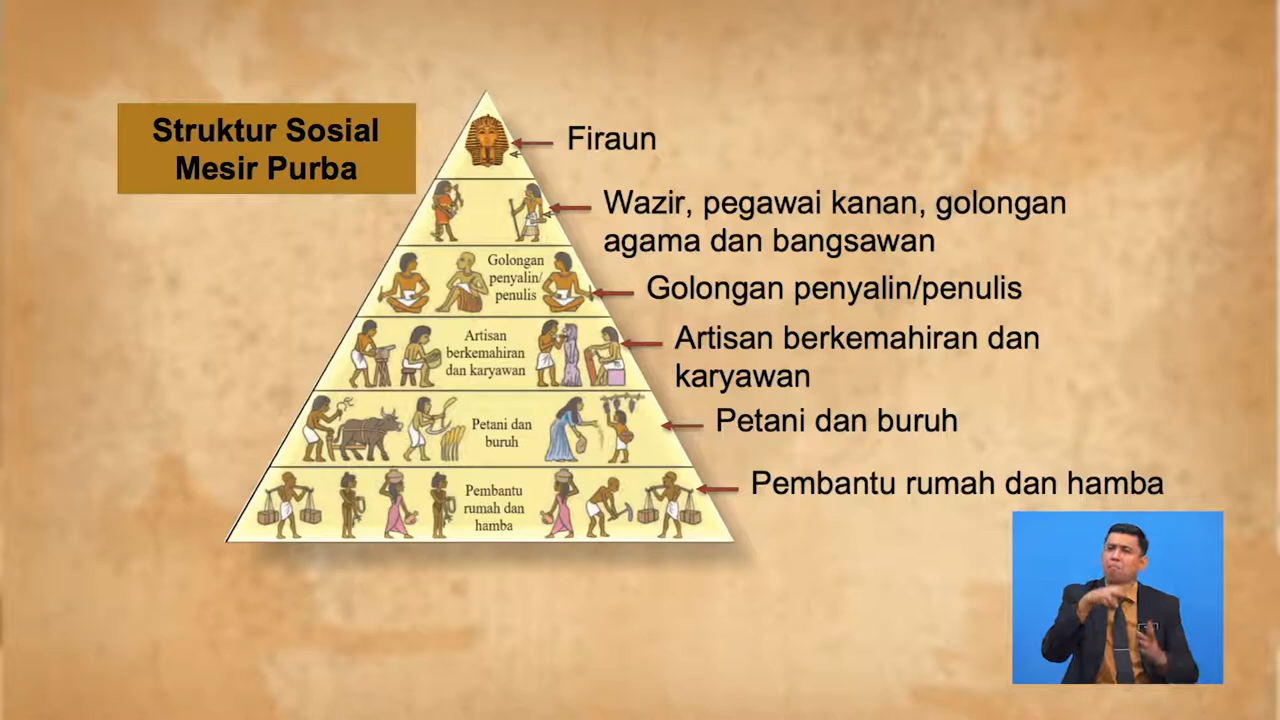 Struktur Sosial
Mesir Purba
Firaun
Wazir, pegawai kanan, golongan
agama dan bangsawan
Golongan
penyalin/
penulis
Golongan penyalin/penulis
Artisan
berkemahiran
dan karyawan
Artisan berkemahiran dan
karyawan
Petani dan
buruh
Petani dan buruh
Pembantu
rumah dan
hamba
Pembantu rumah dan hamba